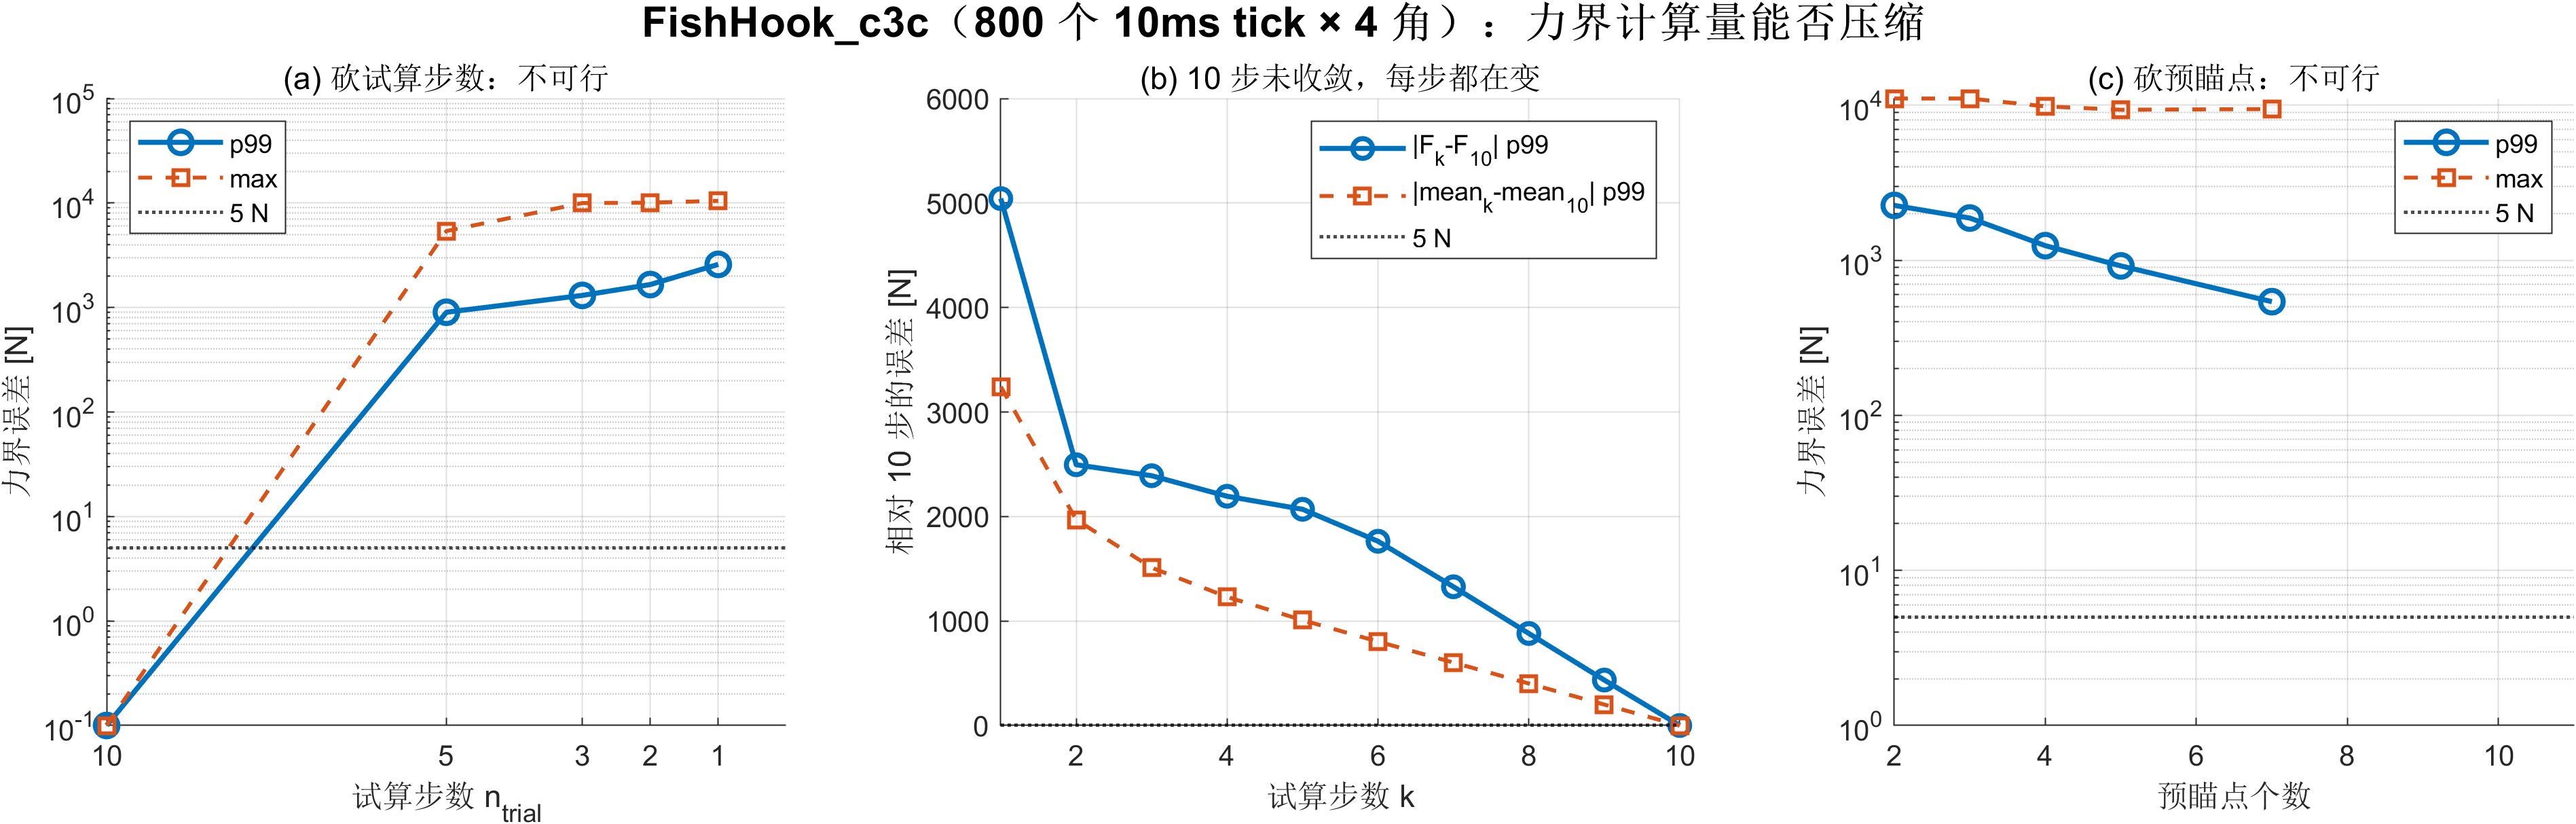 FishHook_c3c（800 个 10ms tick × 4 角）：力界计算量能否压缩
(a) 砍试算步数：不可行
10^5
10^4
10^3
10^2
10^1
10^0
10^-1
力界误差 [N]
p99
max
5 N
10 5 3 2 1
试算步数 n_trial
(b) 10 步未收敛，每步都在变
6000
5000
4000
3000
2000
1000
0
相对 10 步的误差 [N]
|F_k-F_10| p99
|mean_k-mean_10| p99
5 N
2 4 6 8 10
试算步数 k
(c) 砍预瞄点：不可行
10^4
10^3
10^2
10^1
10^0
力界误差 [N]
p99
max
5 N
2 4 6 8 10
预瞄点个数